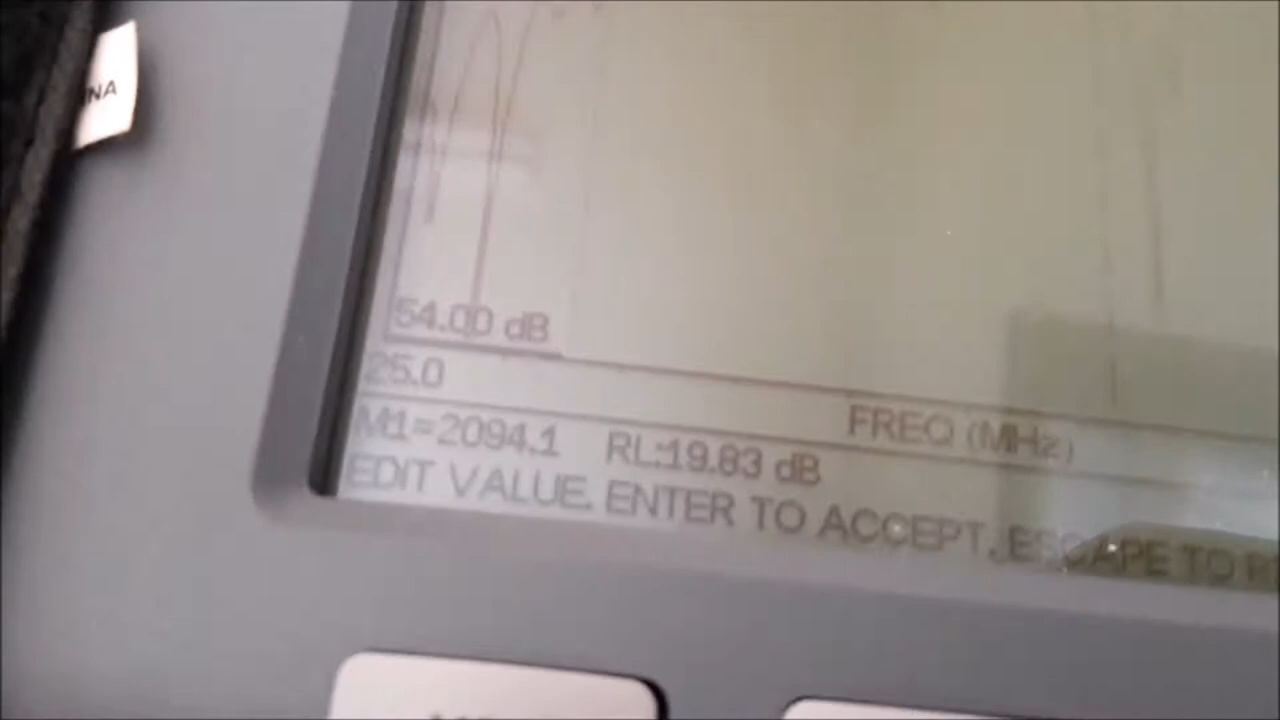 NA
54.00 dB
25.0
FREQ (MHz)
M1=2094.1 RL:19.83 dB
EDIT VALUE. ENTER TO ACCEPT. ESCAPE TO